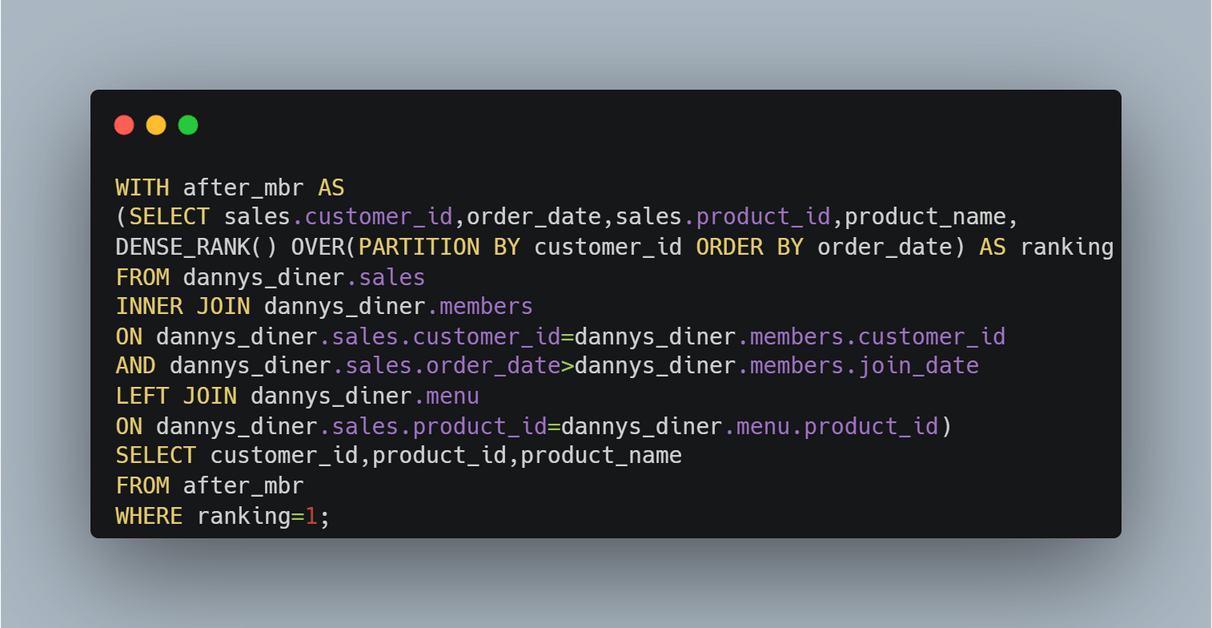 WITH after_mbr AS
(SELECT sales.customer_id,order_date,sales.product_id,product_name,
DENSE_RANK() OVER(PARTITION BY customer_id ORDER BY order_date) AS ranking
FROM dannys_diner.sales
INNER JOIN dannys_diner.members
ON dannys_diner.sales.customer_id=dannys_diner.members.customer_id
AND dannys_diner.sales.order_date>dannys_diner.members.join_date
LEFT JOIN dannys_diner.menu
ON dannys_diner.sales.product_id=dannys_diner.menu.product_id)
SELECT customer_id,product_id,product_name
FROM after_mbr
WHERE ranking=1;